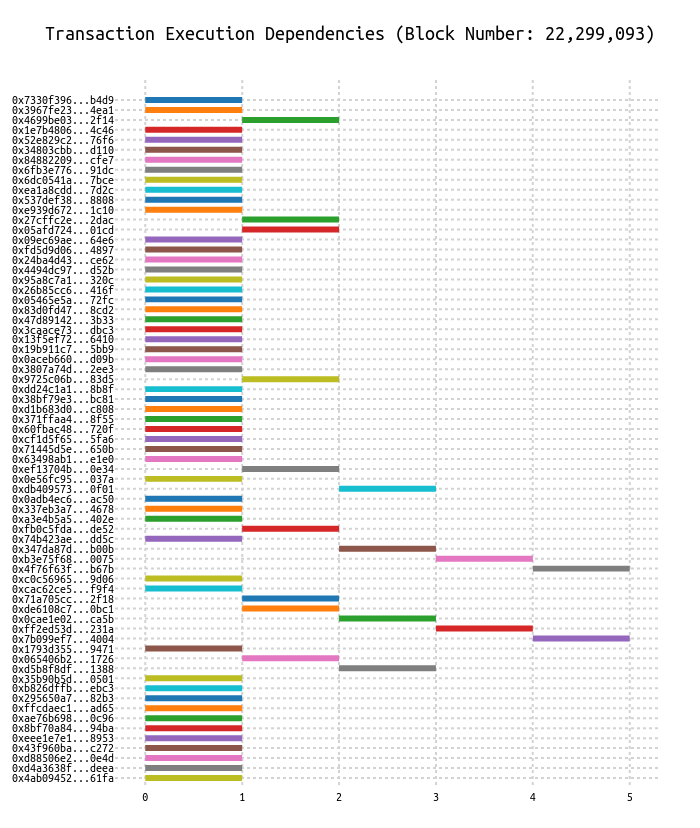 Transaction Execution Dependencies (Block Number: 22,299,093)
0x7330f396...b4d9
0x3967fe23...4ea1
0x4699be03...2f14
0x1e7b4806...4c46
0x52e829c2...76f6
0x34803cbb...d110
0x84882209...cfe7
0x6fb3e776...91dc
0x6dc0541a...7bce
0xea1a8cdd...7d2c
0x537def38...8808
0xe939d672...1c10
0x27cffc2e...2dac
0x05afd724...01cd
0x09ec69ae...64e6
0xfd5d9d06...4897
0x24ba4d43...ce62
0x4494dc97...d52b
0x95a8c7a1...320c
0x26b85cc6...416f
0x05465e5a...72fc
0x83d0fd47...8cd2
0x47d89142...3b33
0x3caace73...dbc3
0x13f5ef72...6410
0x19b911c7...5bb9
0x0aceb660...d09b
0x3807a74d...2ee3
0x9725c06b...83d5
0xdd24c1a1...8b8f
0x38bf79e3...bc81
0xd1b683d0...c808
0x371ffaa4...8f55
0x60fbac48...720f
0xcf1d5f65...5fa6
0x71445d5e...650b
0x63498ab1...e1e0
0xef13704b...0e34
0x0e56fc95...037a
0xdb409573...0f01
0x0adb4ec6...ac50
0x337eb3a7...4678
0xa3e4b5a5...402e
0xfb0c5fda...de52
0x74b423ae...dd5c
0x347da87d...b00b
0xb3e75f68...0075
0x4f76f63f...b67b
0xc0c56965...9d06
0xcac62ce5...f9f4
0x71a705cc...2f18
0xde6108c7...0bc1
0x0cae1e02...ca5b
0xff2ed53d...231a
0x7b099ef7...4004
0x1793d355...9471
0x065406b2...1726
0xd5b8f8df...1388
0x35b90b5d...0501
0xb826dffb...ebc3
0x295650a7...82b3
0xffcdaec1...ad65
0xae76b698...0c96
0x8bf70a84...94ba
0xeee1e7e1...8953
0x43f960ba...c272
0xd88506e2...0e4d
0xd4a3638f...deea
0x4ab09452...61fa
0 1 2 3 4 5